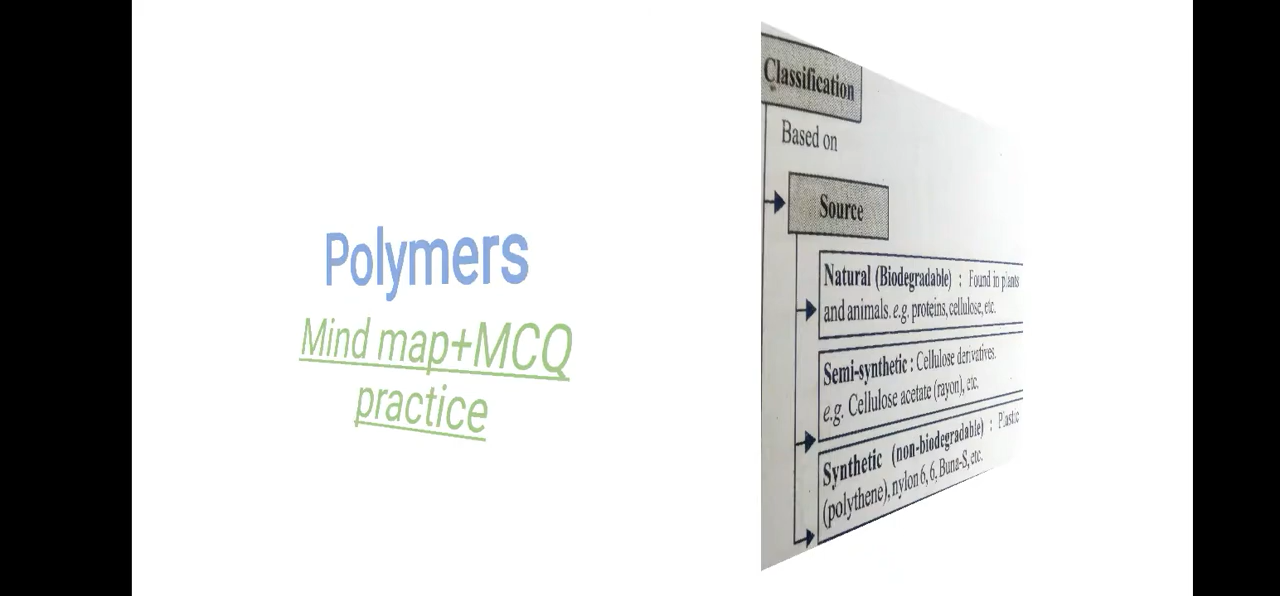 Polymers
Mind map+MCQ
practice
Classification
Based on
Source
Natural (Biodegradable) : Found in plants
and animals. e.g. proteins, cellulose, etc.
Semi-synthetic : Cellulose derivatives.
e.g. Cellulose acetate (rayon), etc.
Synthetic (non-biodegradable) : Plastic
(polythene), nylon 6, 6, Buna-S, etc.